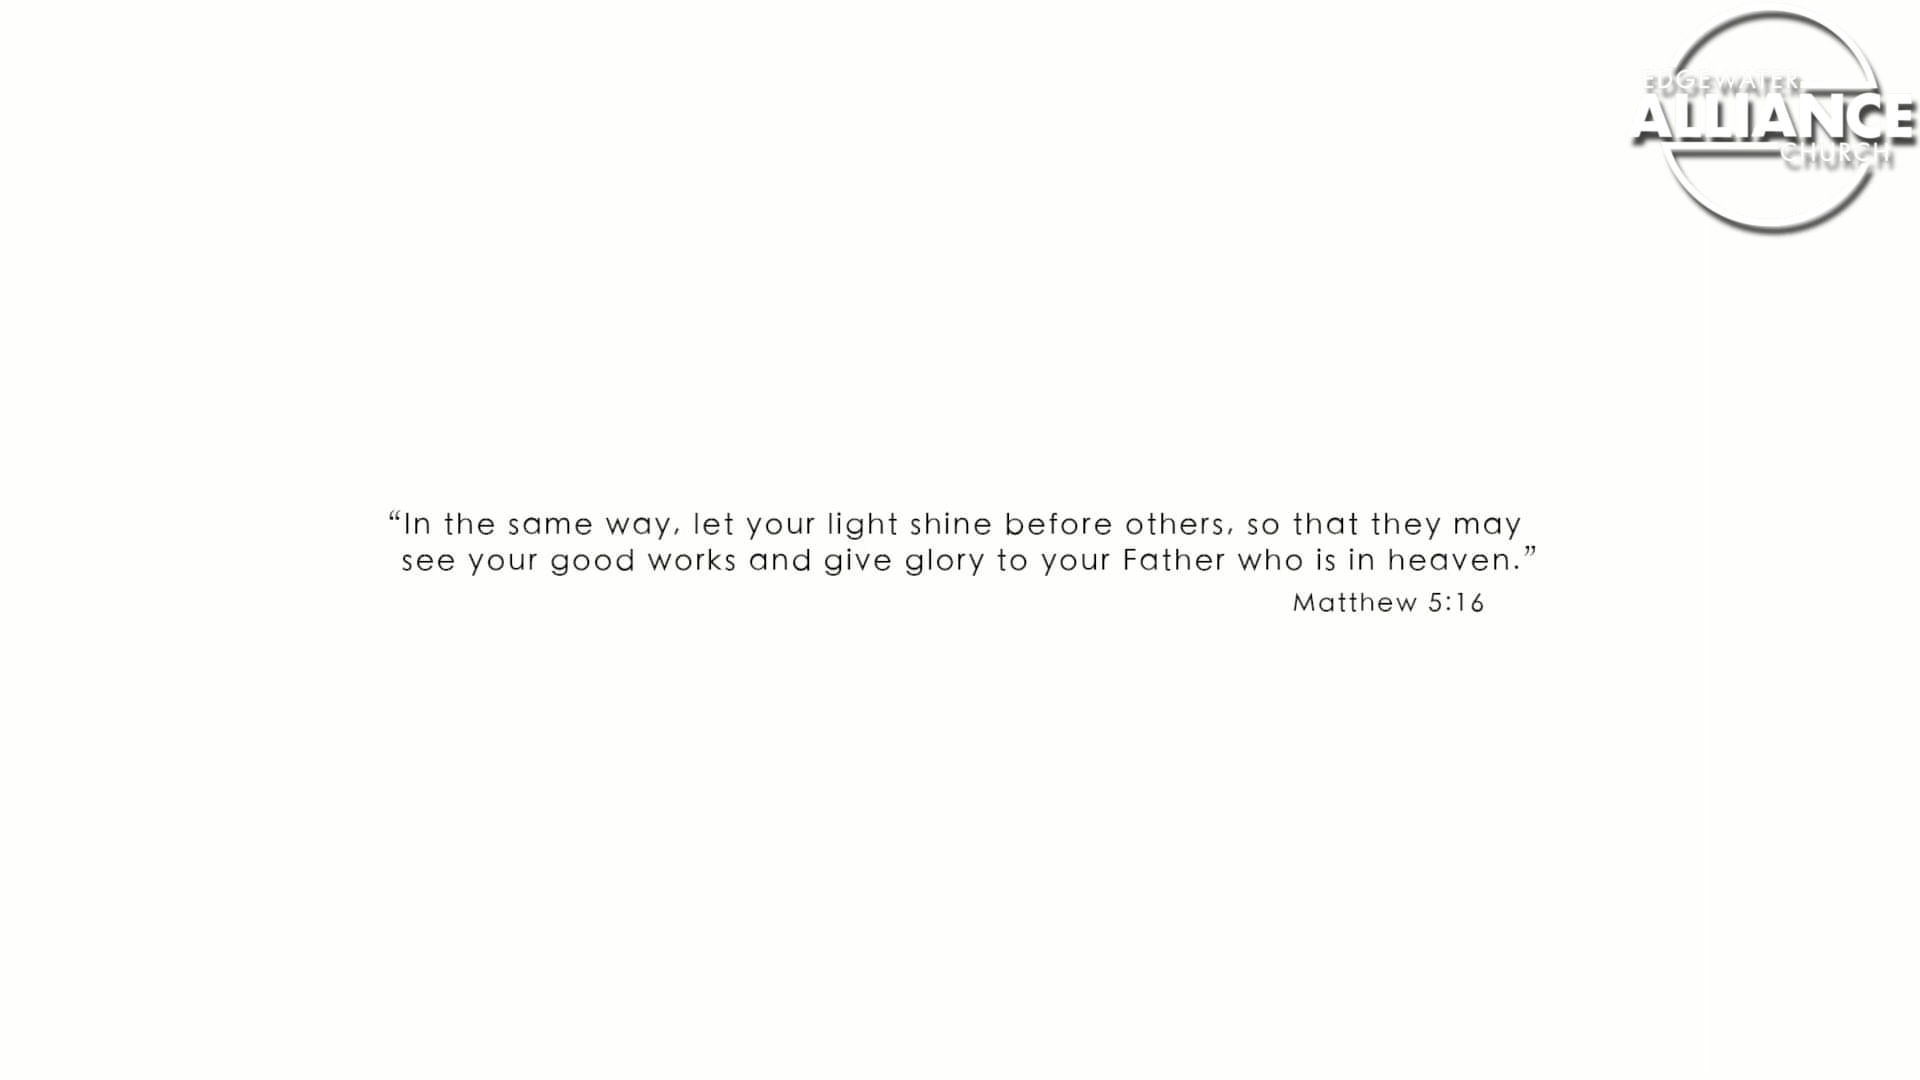 EDGEWATER
ALLIANCE
CHURCH
“In the same way, let your light shine before others, so that they may
see your good works and give glory to your Father who is in heaven.”
Matthew 5:16